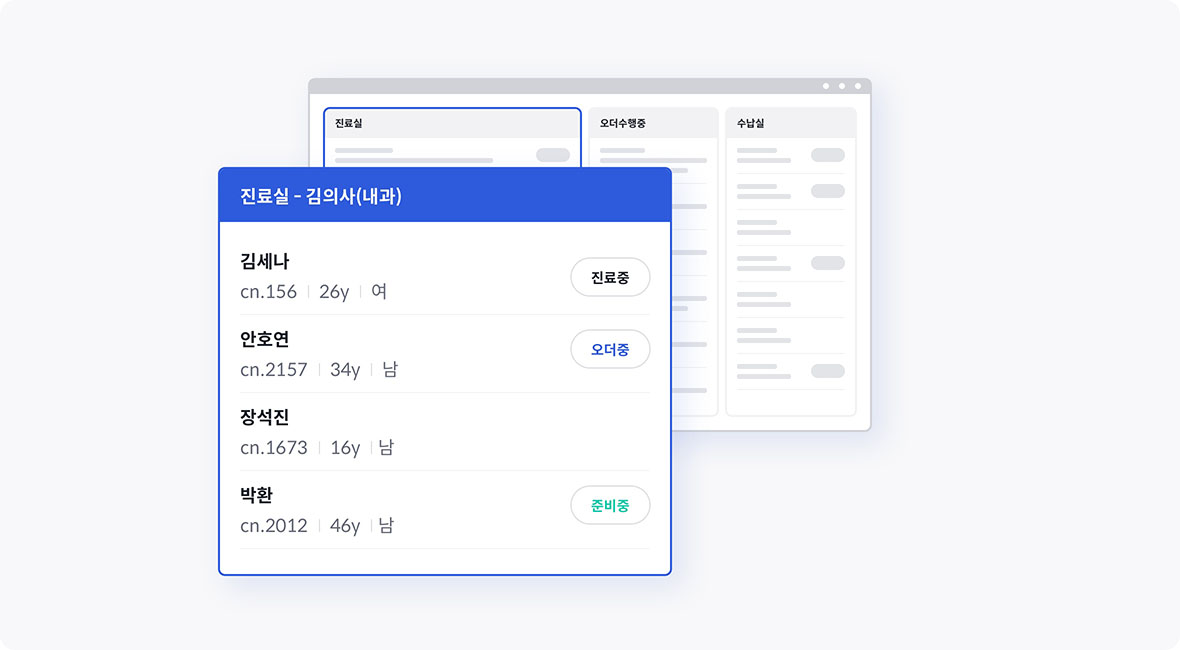 진료실
오더수행중
수납실
진료실 - 김의사(내과)
김세나
cn.156 | 26y | 여
진료중
안호연
cn.2157 | 34y | 남
오더중
장석진
cn.1673 | 16y | 남
박환
cn.2012 | 46y | 남
준비중